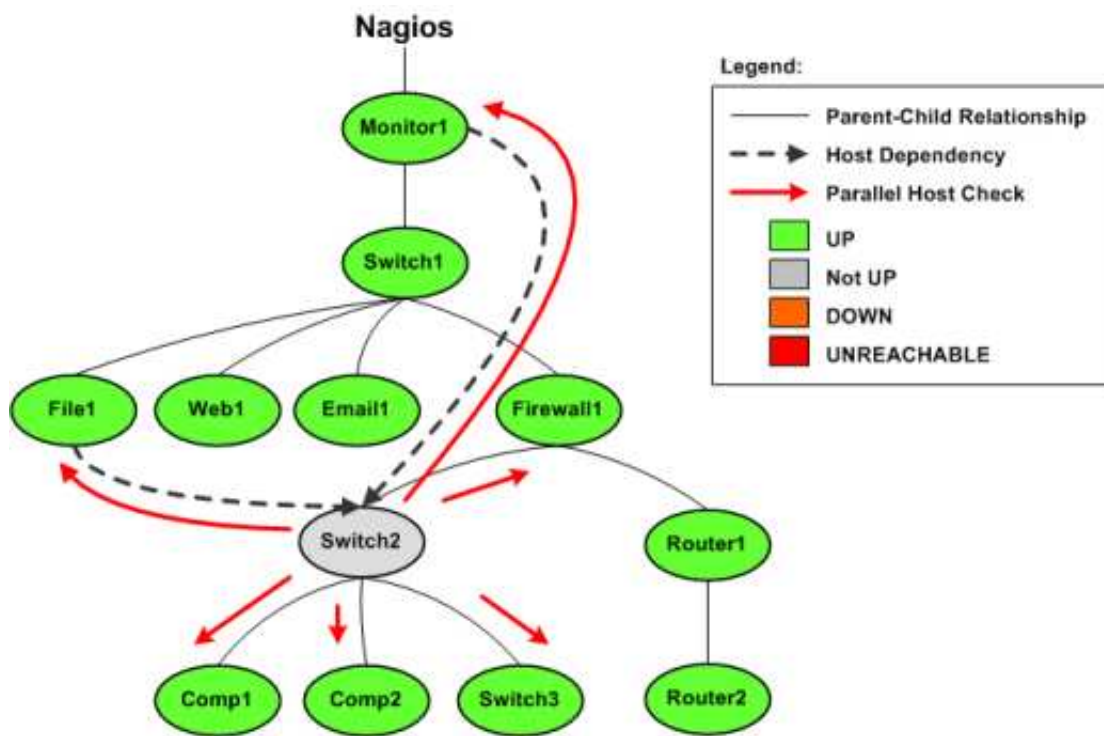 Nagios
Legend:
Monitor1
Parent-Child Relationship
Host Dependency
Parallel Host Check
UP
Switch1
Not UP
DOWN
UNREACHABLE
File1
Web1
Email1
Firewall1
Switch2
Router1
Comp1
Comp2
Switch3
Router2